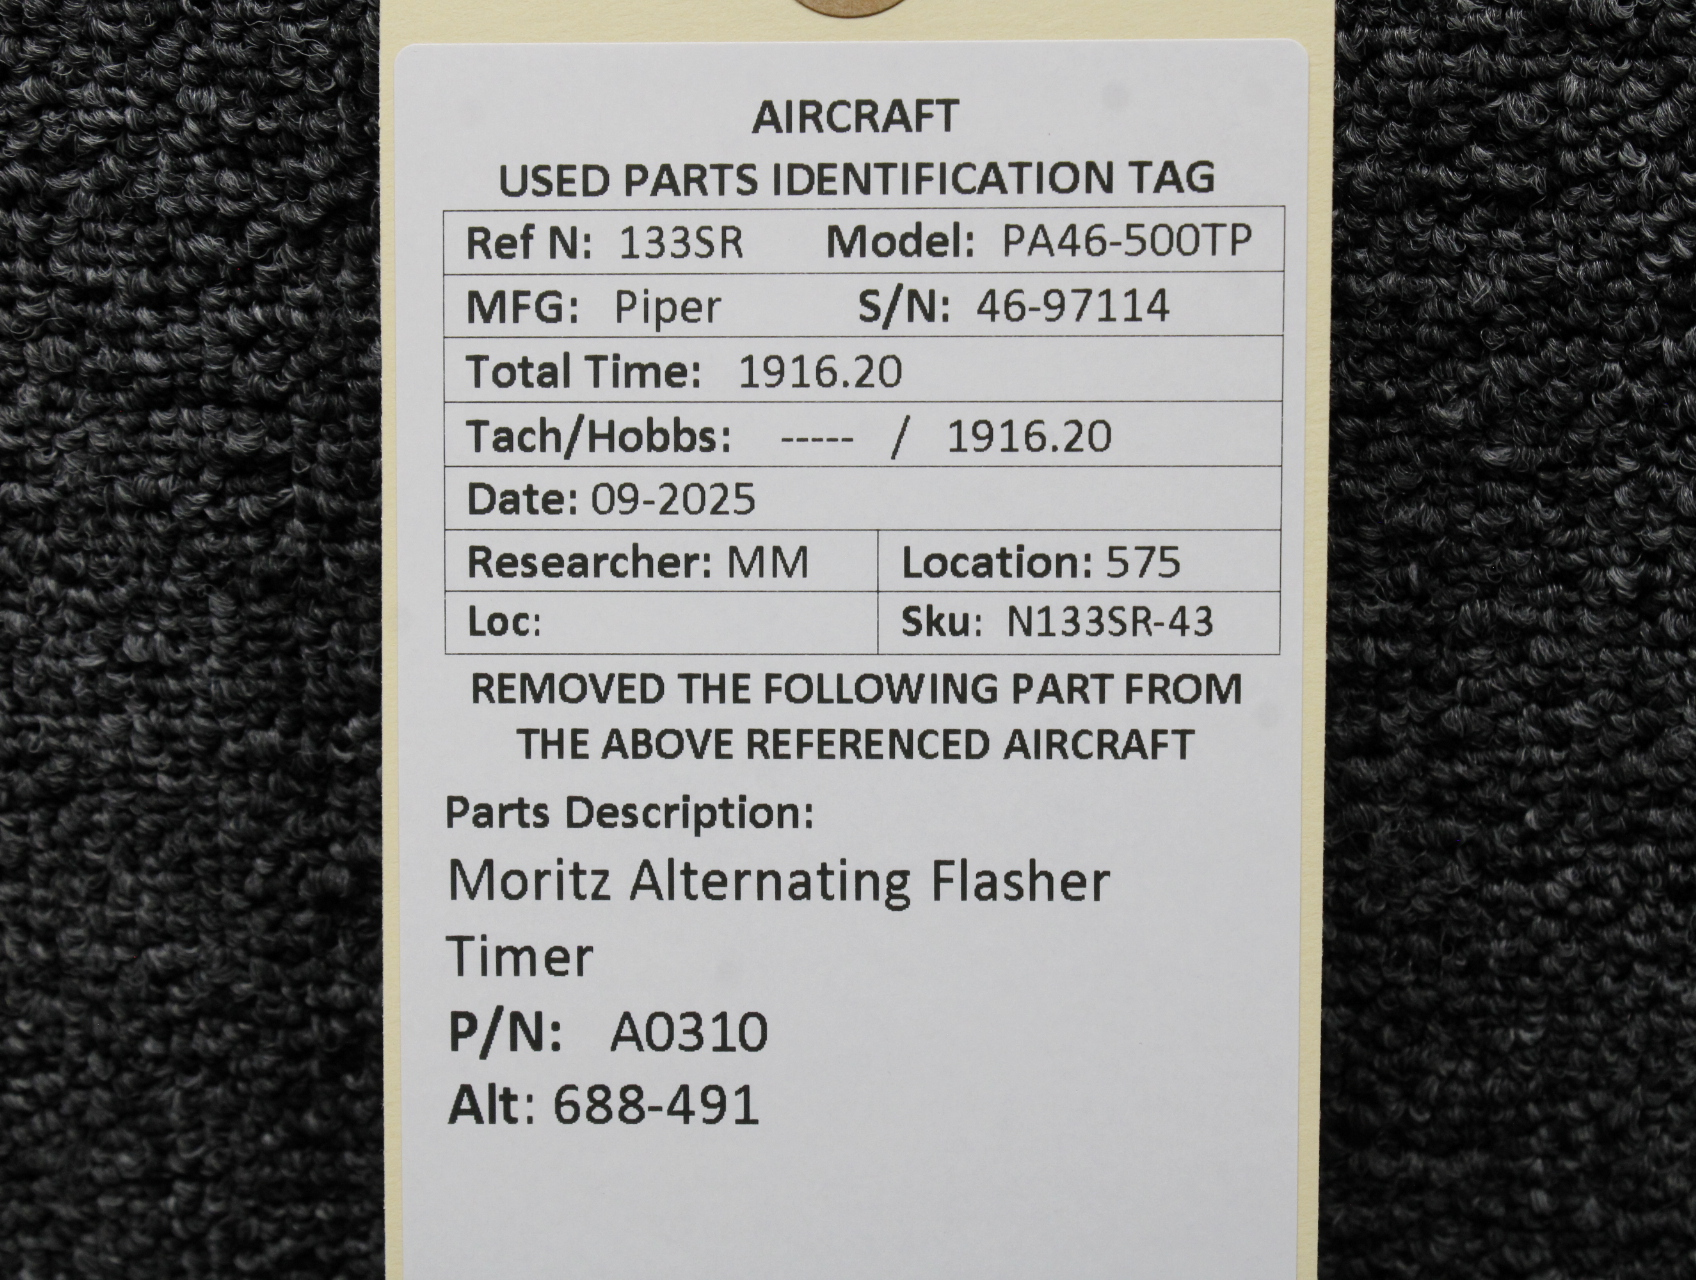 AIRCRAFT
USED PARTS IDENTIFICATION TAG
Ref N: 133SR Model: PA46-500TP
MFG: Piper S/N: 46-97114
Total Time: 1916.20
Tach/Hobbs: ----- / 1916.20
Date: 09-2025
Researcher: MM Location: 575
Loc: Sku: N133SR-43
REMOVED THE FOLLOWING PART FROM
THE ABOVE REFERENCED AIRCRAFT
Parts Description:
Moritz Alternating Flasher
Timer
P/N: A0310
Alt: 688-491